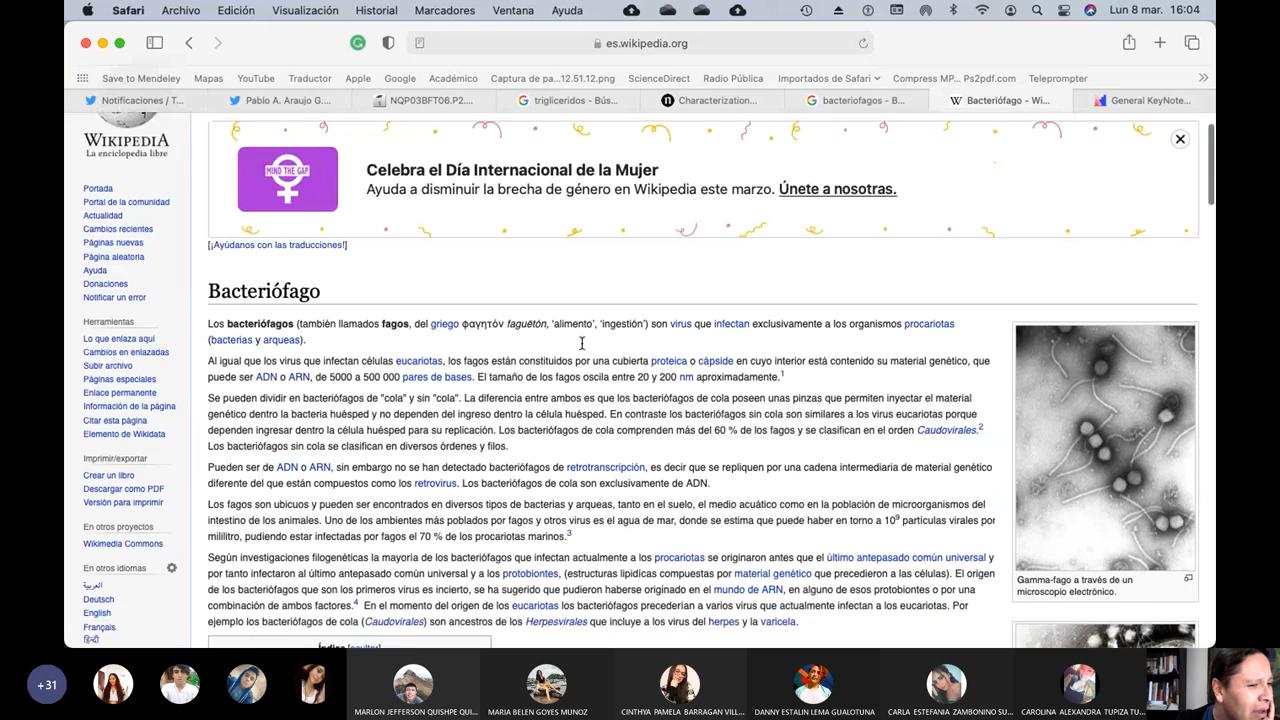 Safari Archivo Edición Visualización Historial Marcadores Ventana Ayuda Lun 8 mar. 16:04
es.wikipedia.org
Save to Mendeley Mapas YouTube Traductor Apple Google Académico Captura de pa...12.51.12.png ScienceDirect Radio Pública Importados de Safari Compress MP... Ps2pdf.com Teleprompter
Notificaciones / T... Pablo A. Araujo G.... NQP03BFT06.P2.... trigliceridos - Bús... Characterization... bacteriofagos - B... Bacteriófago - Wi... General KeyNote...
WIKIPEDIA
La enciclopedia libre
Portada
Portal de la comunidad
Actualidad
Cambios recientes
Páginas nuevas
Página aleatoria
Ayuda
Donaciones
Notificar un error
Herramientas
Lo que enlaza aquí
Cambios en enlazadas
Subir archivo
Páginas especiales
Enlace permanente
Información de la página
Citar esta página
Elemento de Wikidata
Imprimir/exportar
Crear un libro
Descargar como PDF
Versión para imprimir
En otros proyectos
Wikimedia Commons
En otros idiomas
العربية
Deutsch
English
Français
हिन्दी
MIND THE GAP
Celebra el Día Internacional de la Mujer
Ayuda a disminuir la brecha de género en Wikipedia este marzo. Únete a nosotras.
[¡Ayúdanos con las traducciones!]
Bacteriófago
Los bacteriófagos (también llamados fagos, del griego φαγητόν faguētón, 'alimento', 'ingestión') son virus que infectan exclusivamente a los organismos procariotas
(bacterias y arqueas).
Al igual que los virus que infectan células eucariotas, los fagos están constituidos por una cubierta proteica o cápside en cuyo interior está contenido su material genético, que
puede ser ADN o ARN, de 5000 a 500 000 pares de bases. El tamaño de los fagos oscila entre 20 y 200 nm aproximadamente.1
Se pueden dividir en bacteriófagos de "cola" y sin "cola". La diferencia entre ambos es que los bacteriófagos de cola poseen unas pinzas que permiten inyectar el material
genético dentro la bacteria huésped y no dependen del ingreso dentro la célula huésped. En contraste los bacteriófagos sin cola son similares a los virus eucariotas porque
dependen ingresar dentro la célula huésped para su replicación. Los bacteriófagos de cola comprenden más del 60 % de los fagos y se clasifican en el orden Caudovirales.2
Los bacteriófagos sin cola se clasifican en diversos órdenes y filos.
Pueden ser de ADN o ARN, sin embargo no se han detectado bacteriófagos de retrotranscripción, es decir que se repliquen por una cadena intermediaria de material genético
diferente del que están compuestos como los retrovirus. Los bacteriófagos de cola son exclusivamente de ADN.
Los fagos son ubicuos y pueden ser encontrados en diversos tipos de bacterias y arqueas, tanto en el suelo, el medio acuático como en la población de microorganismos del
intestino de los animales. Uno de los ambientes más poblados por fagos y otros virus es el agua de mar, donde se estima que puede haber en torno a 10⁹ partículas virales por
mililitro, pudiendo estar infectadas por fagos el 70 % de los procariotas marinos.3
Según investigaciones filogenéticas la mayoría de los bacteriófagos que infectan actualmente a los procariotas se originaron antes que el último antepasado común universal y
por tanto infectaron al último antepasado común universal y a los protobiontes, (estructuras lipídicas compuestas por material genético que precedieron a las células). El origen
de los bacteriófagos que son los primeros virus es incierto, se ha sugerido que pudieron haberse originado en el mundo de ARN, en alguno de esos protobiontes o por una
combinación de ambos factores.4 En el momento del origen de los eucariotas los bacteriófagos precederían a varios virus que actualmente infectan a los eucariotas. Por
ejemplo los bacteriófagos de cola (Caudovirales) son ancestros de los Herpesvirales que incluye a los virus del herpes y la varicela.
Índice [ocultar]
Gamma-fago a través de un
microscopio electrónico.
+31
MARLON JEFFERSON QUISHPE QUI... MARIA BELEN GOYES MUNOZ CINTHYA PAMELA BARRAGAN VILL... DANNY ESTALIN LEMA GUALOTUNA CARLA ESTEFANIA ZAMBONINO SU... CAROLINA ALEXANDRA TUPIZA TU...